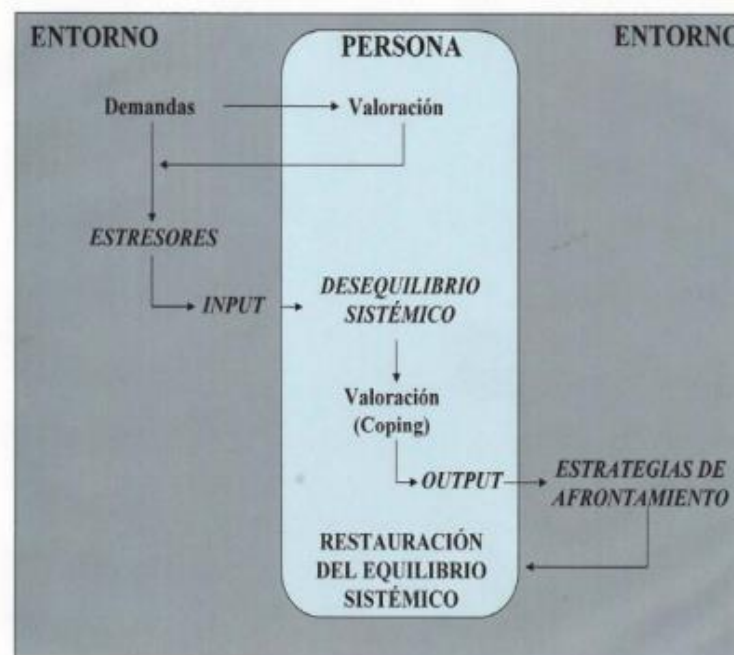 ENTORNO
PERSONA
ENTORNO
Demandas
Valoración
ESTRESORES
INPUT
DESEQUILIBRIO
SISTÉMICO
Valoración
(Coping)
OUTPUT
ESTRATEGIAS DE
AFRONTAMIENTO
RESTAURACIÓN
DEL EQUILIBRIO
SISTÉMICO